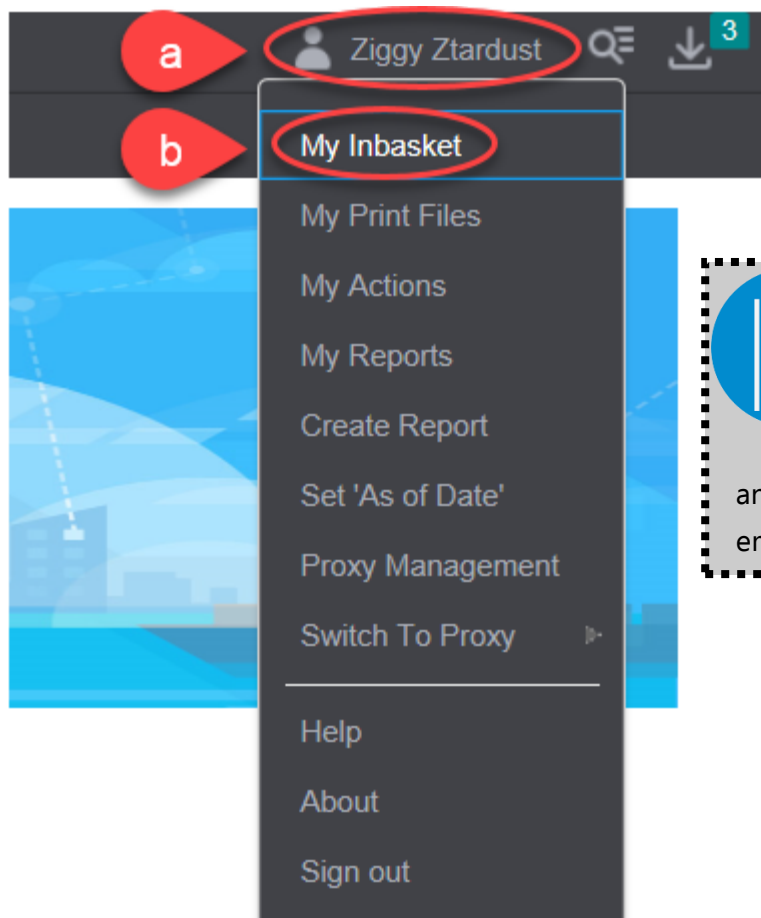 a
Ziggy Ztardust
3
b
My Inbasket
My Print Files
My Actions
My Reports
Create Report
Set 'As of Date'
Proxy Management
Switch To Proxy
Help
About
Sign out